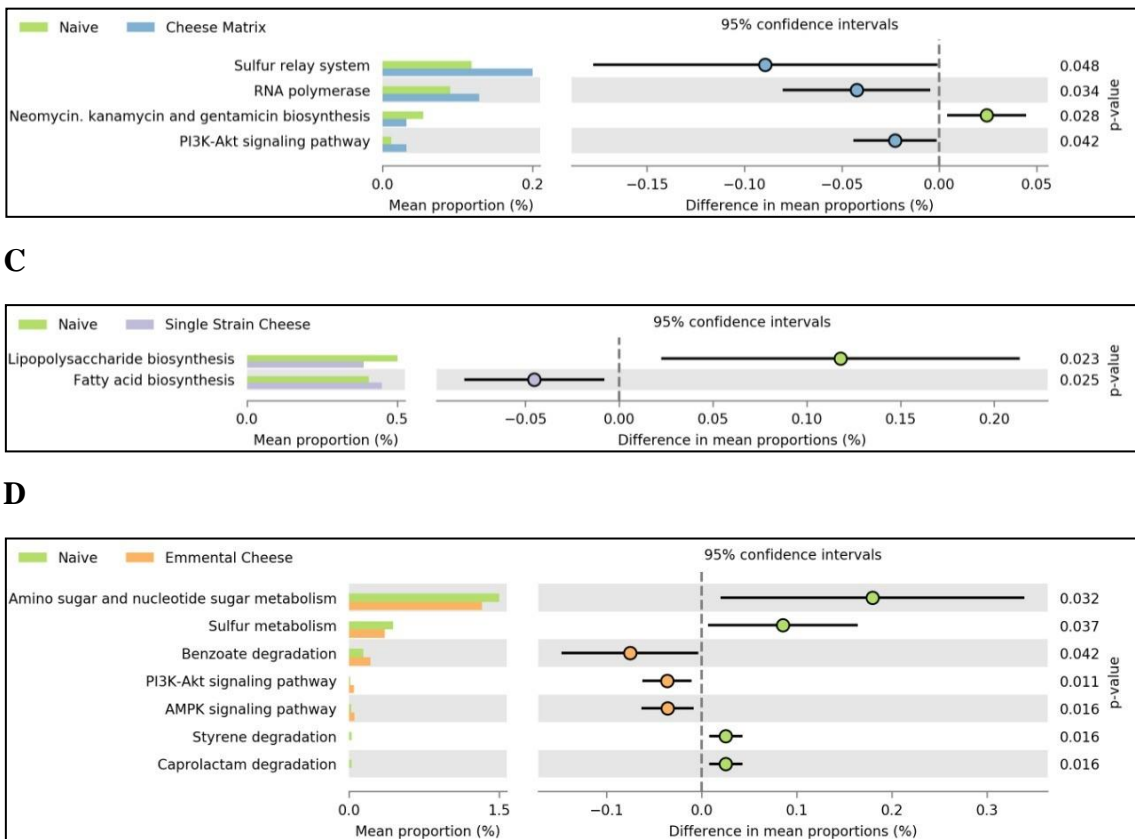 Naive Cheese Matrix 95% confidence intervals
Sulfur relay system 0.048
RNA polymerase 0.034
Neomycin. kanamycin and gentamicin biosynthesis 0.028
PI3K-Akt signaling pathway 0.042
p-value
0.0 0.2 −0.15 −0.10 −0.05 0.00 0.05
Mean proportion (%) Difference in mean proportions (%)
C
Naive Single Strain Cheese 95% confidence intervals
Lipopolysaccharide biosynthesis 0.023
Fatty acid biosynthesis 0.025
p-value
0.0 0.5 −0.05 0.00 0.05 0.10 0.15 0.20
Mean proportion (%) Difference in mean proportions (%)
D
Naive Emmental Cheese 95% confidence intervals
Amino sugar and nucleotide sugar metabolism 0.032
Sulfur metabolism 0.037
Benzoate degradation 0.042
PI3K-Akt signaling pathway 0.011
AMPK signaling pathway 0.016
Styrene degradation 0.016
Caprolactam degradation 0.016
p-value
0.0 1.5 −0.1 0.0 0.1 0.2 0.3
Mean proportion (%) Difference in mean proportions (%)